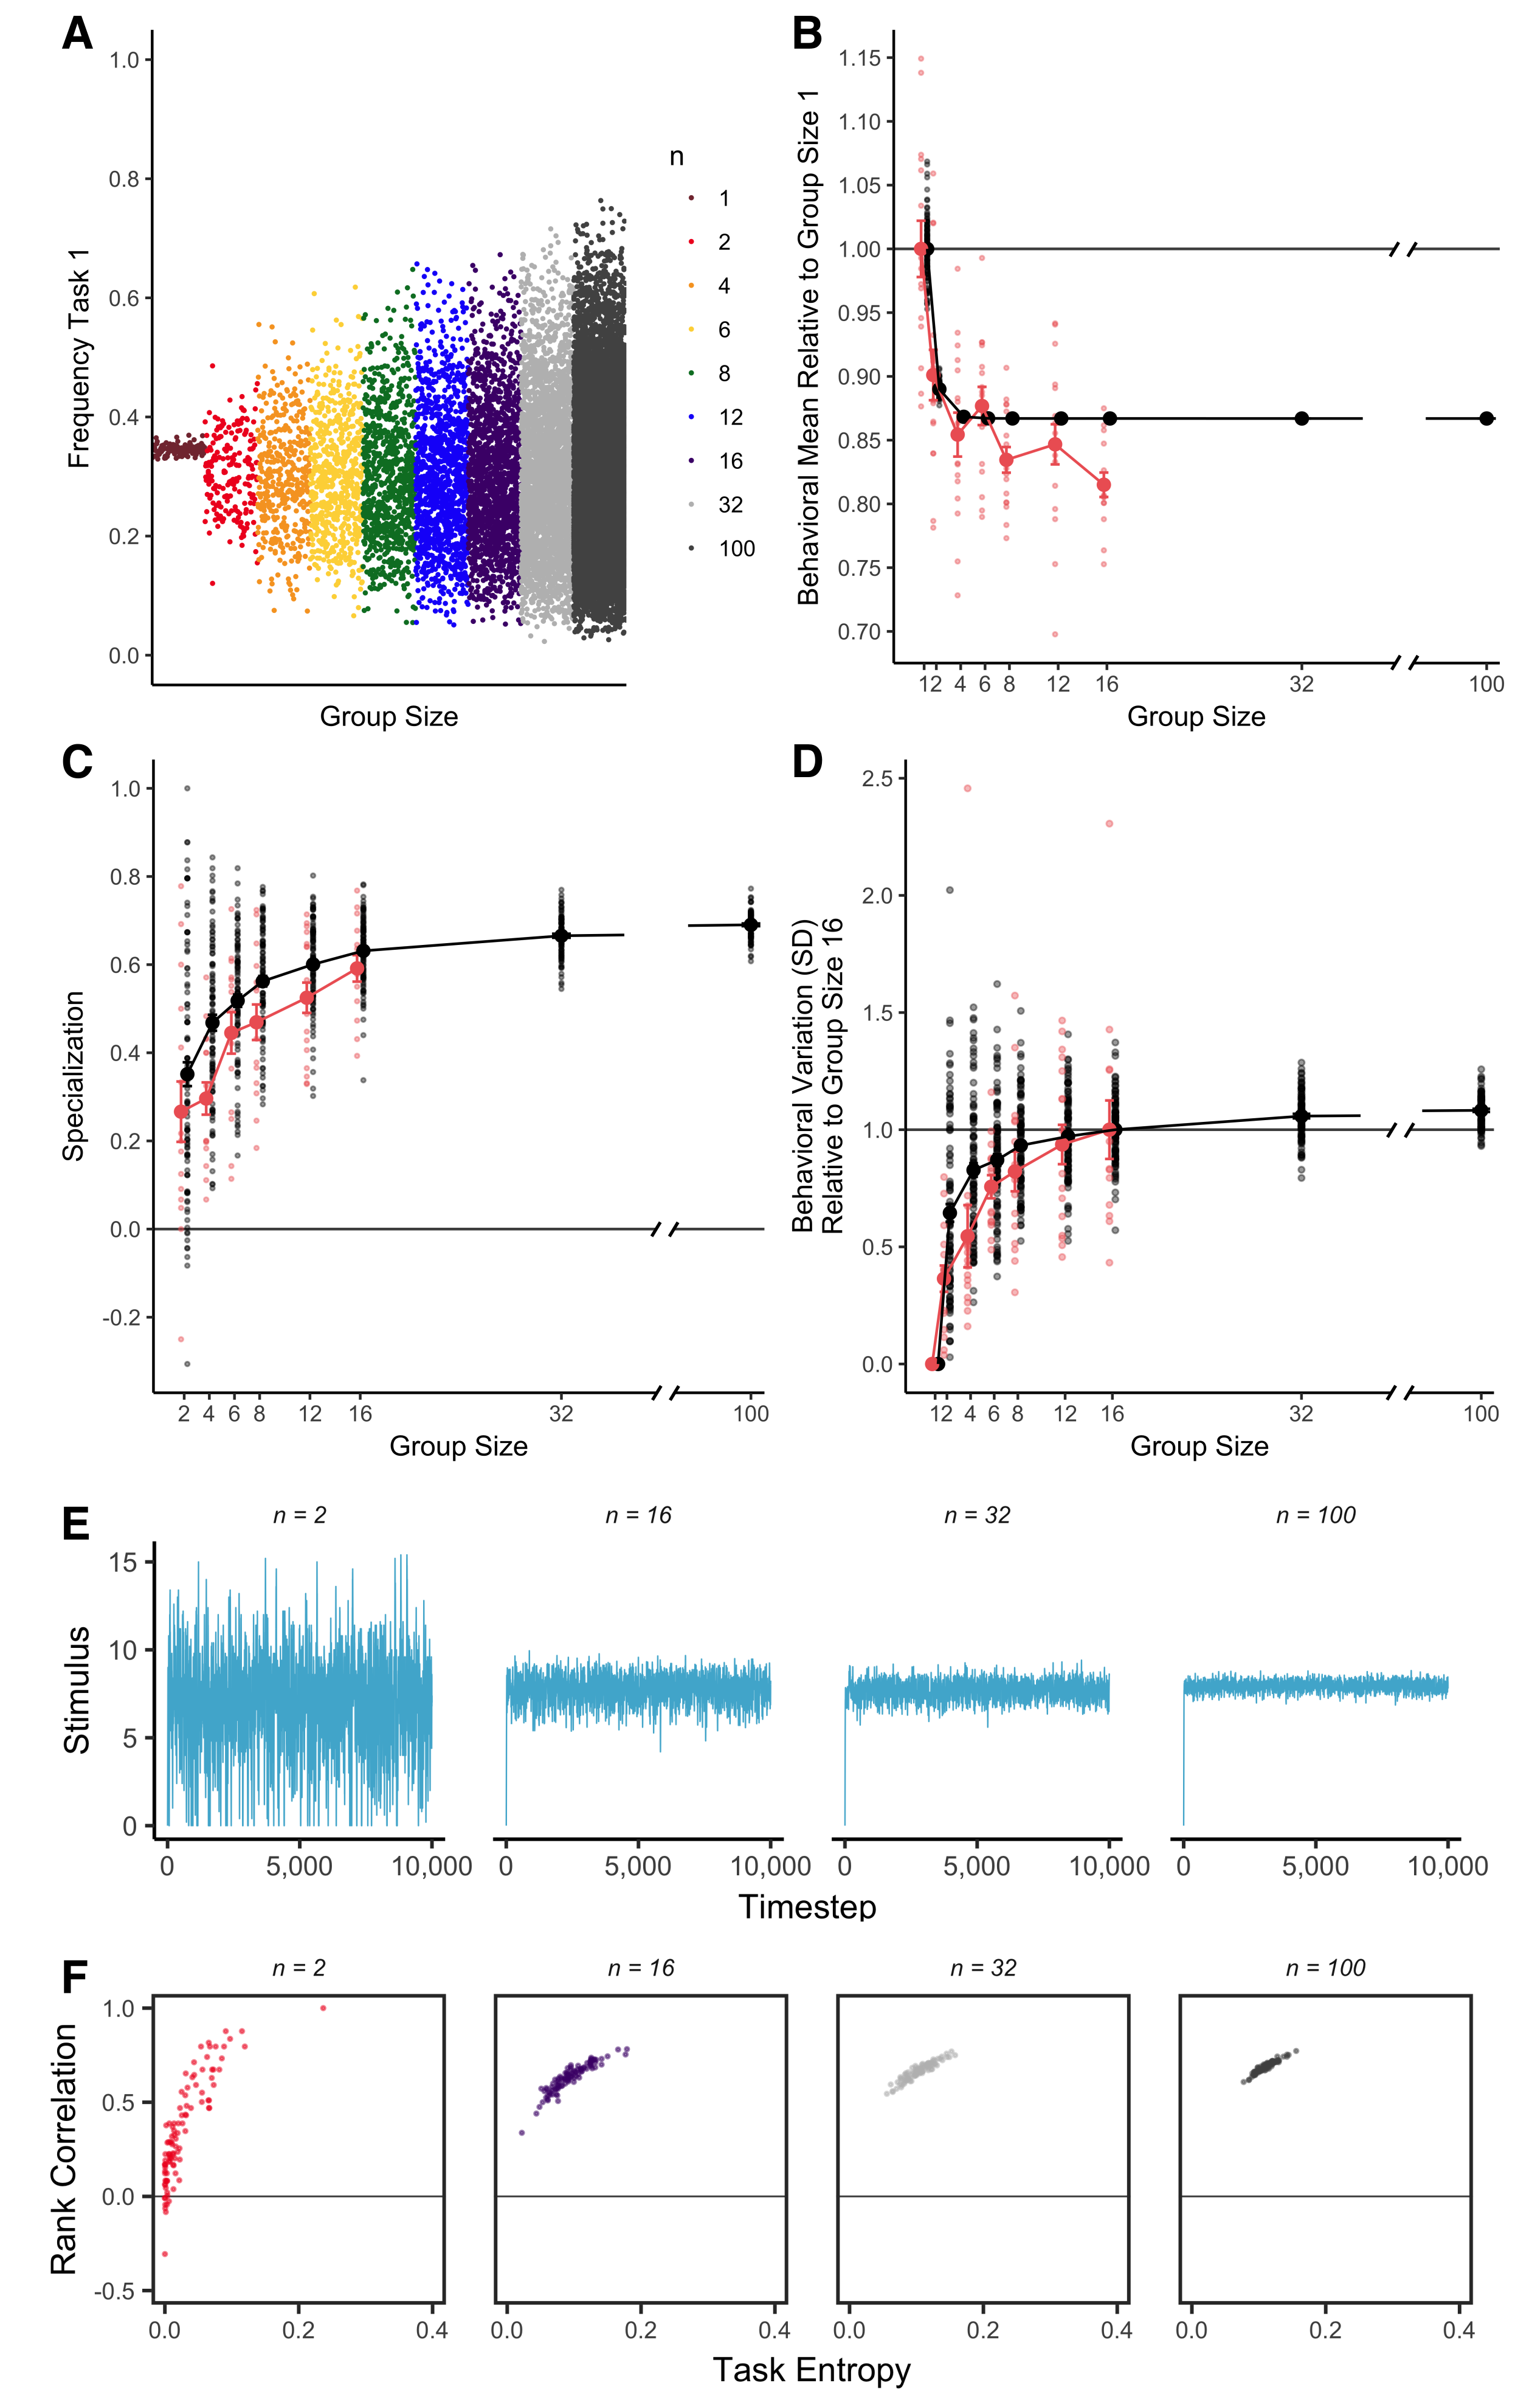 A
Frequency Task 1
1.0
0.8
0.6
0.4
0.2
0.0
Group Size
n
1
2
4
6
8
12
16
32
100
B
Behavioral Mean Relative to Group Size 1
1.15
1.10
1.05
1.00
0.95
0.90
0.85
0.80
0.75
0.70
1 2 4 6 8 12 16 32 100
Group Size
C
Specialization
1.0
0.8
0.6
0.4
0.2
0.0
-0.2
2 4 6 8 12 16 32 100
Group Size
D
Behavioral Variation (SD)
Relative to Group Size 16
2.5
2.0
1.5
1.0
0.5
0.0
1 2 4 6 8 12 16 32 100
Group Size
E
n = 2 n = 16 n = 32 n = 100
Stimulus
15
10
5
0
0 5,000 10,000 0 5,000 10,000 0 5,000 10,000 0 5,000 10,000
Timestep
F
n = 2 n = 16 n = 32 n = 100
Rank Correlation
1.0
0.5
0.0
-0.5
0.0 0.2 0.4 0.0 0.2 0.4 0.0 0.2 0.4 0.0 0.2 0.4
Task Entropy